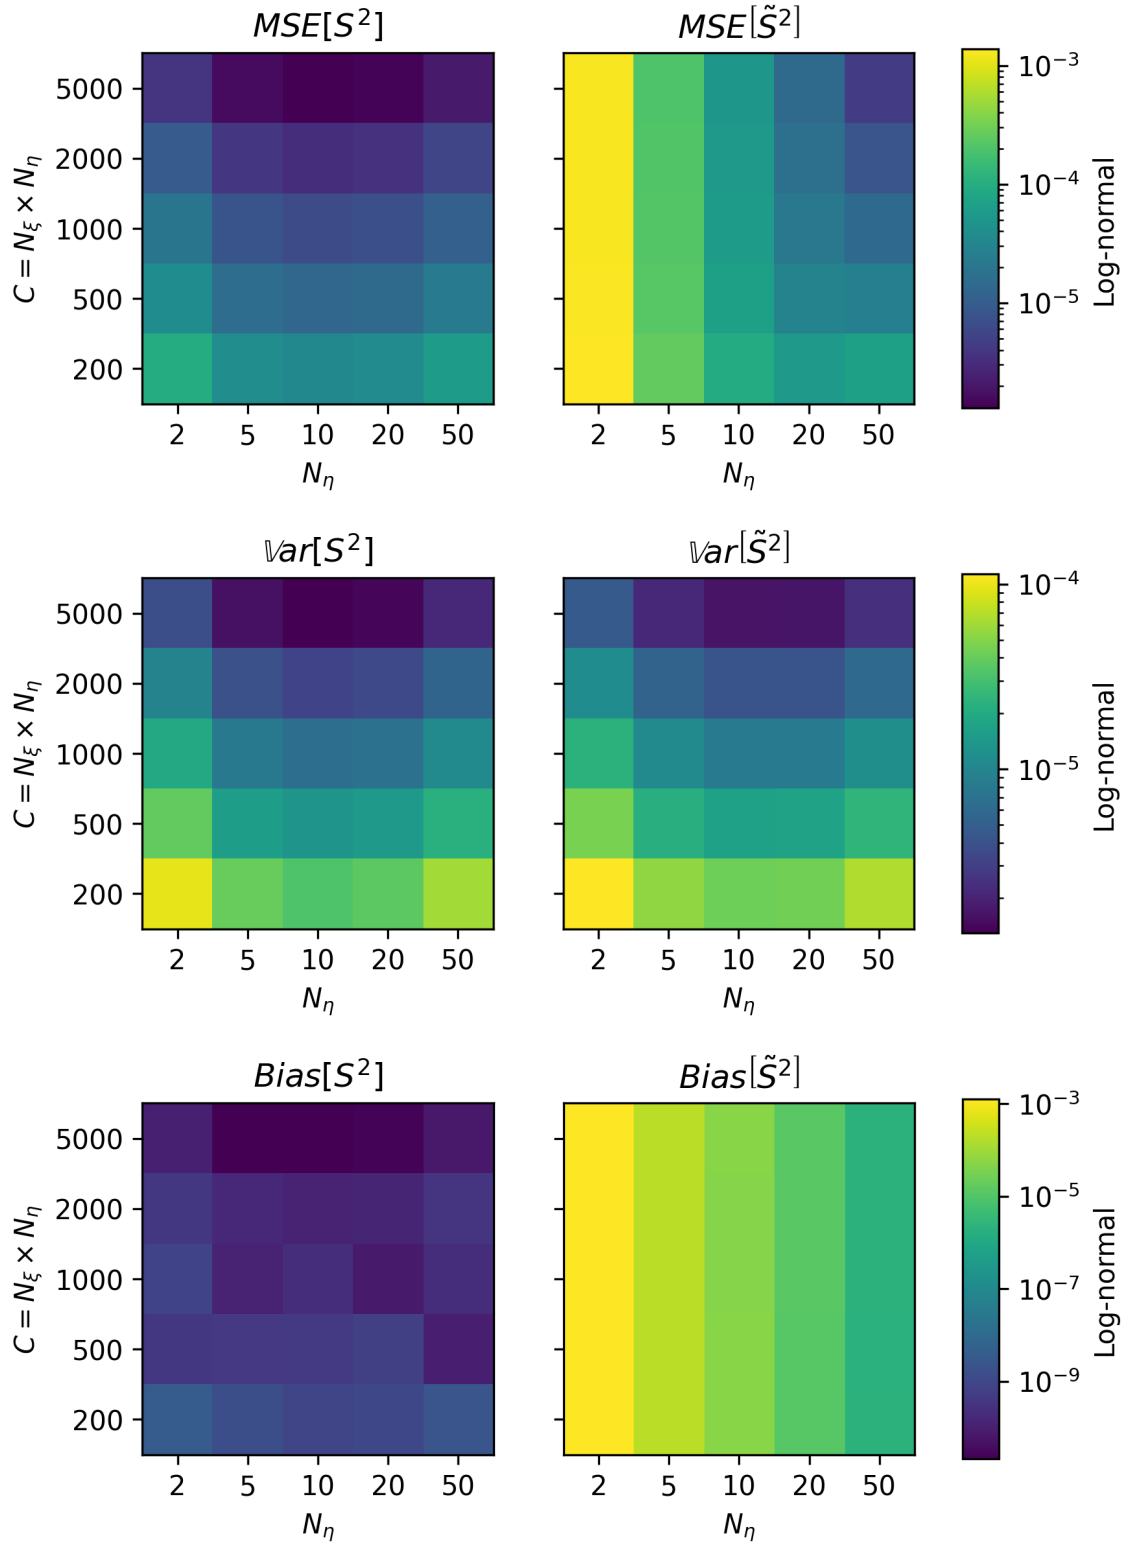 MSE[S²] MSE[S̃²]
5000
2000
1000
500
200
C = N_ξ × N_η
2 5 10 20 50
N_η
2 5 10 20 50
N_η
10⁻³
10⁻⁴
10⁻⁵
Log-normal
𝕍ar[S²] 𝕍ar[S̃²]
5000
2000
1000
500
200
C = N_ξ × N_η
2 5 10 20 50
N_η
2 5 10 20 50
N_η
10⁻⁴
10⁻⁵
Log-normal
Bias[S²] Bias[S̃²]
5000
2000
1000
500
200
C = N_ξ × N_η
2 5 10 20 50
N_η
2 5 10 20 50
N_η
10⁻³
10⁻⁵
10⁻⁷
10⁻⁹
Log-normal